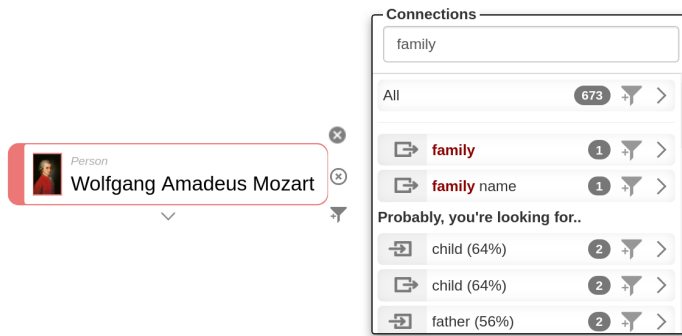 Connections
family
All 673
family 1
family name 1
Probably, you're looking for..
child (64%) 2
child (64%) 2
father (56%) 2
Person
Wolfgang Amadeus Mozart